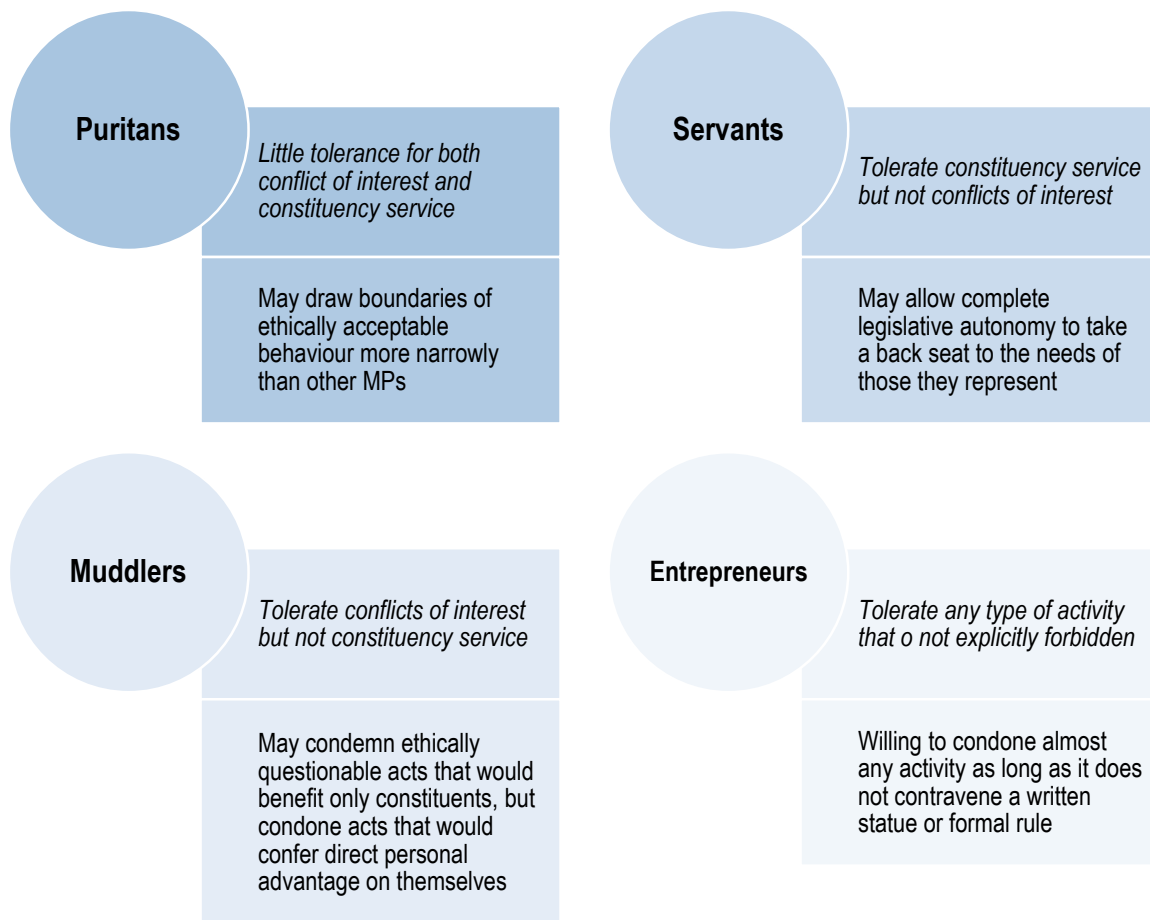 Puritans
Little tolerance for both
conflict of interest and
constituency service
May draw boundaries of
ethically acceptable
behaviour more narrowly
than other MPs
Servants
Tolerate constituency service
but not conflicts of interest
May allow complete
legislative autonomy to take
a back seat to the needs of
those they represent
Muddlers
Tolerate conflicts of interest
but not constituency service
May condemn ethically
questionable acts that would
benefit only constituents, but
condone acts that would
confer direct personal
advantage on themselves
Entrepreneurs
Tolerate any type of activity
that o not explicitly forbidden
Willing to condone almost
any activity as long as it does
not contravene a written
statue or formal rule